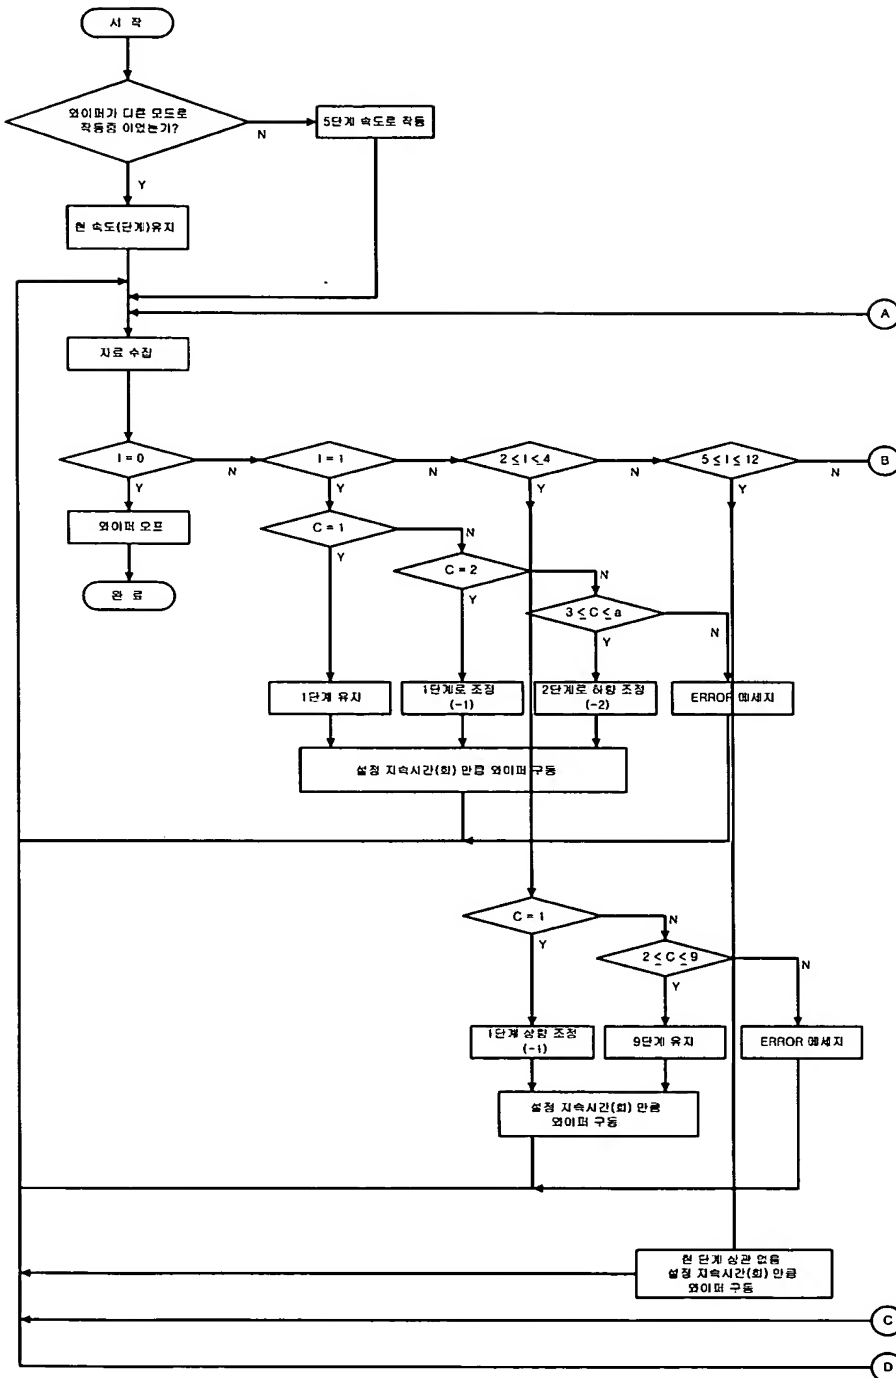 시 작
와이퍼가 다른 모드로
작동중 이었는가?
N
5단계 속도로 작동
Y
현 속도(단계)유지
A
자료 수집
I = 0
N
I = 1
N
2 ≤ I ≤ 4
N
5 ≤ I ≤ 12
N
B
Y
Y
Y
Y
와이퍼 오프
C = 1
N
Y
C = 2
N
완 료
Y
3 ≤ C ≤ a
N
Y
1단계 유지
1단계로 조정
(-1)
2단계로 하향 조정
(-2)
ERROR 메세지
설정 지속시간(회) 만큼 와이퍼 구동
C = 1
N
Y
2 ≤ C ≤ 9
N
Y
1단계 상향 조정
(-1)
9단계 유지
ERROR 메세지
설정 지속시간(회) 만큼
와이퍼 구동
현 단계 상관 없음
설정 지속시간(회) 만큼
와이퍼 구동
C
D